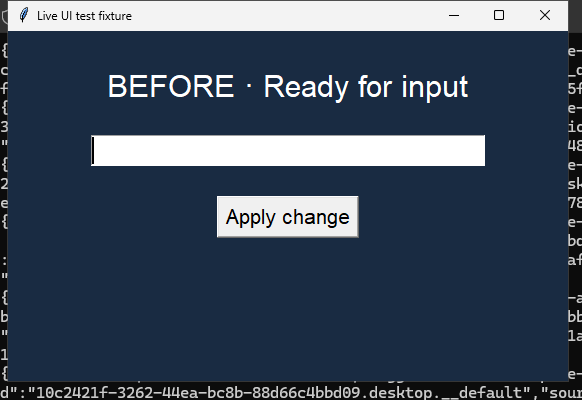 Live UI test fixture
BEFORE · Ready for input
Apply change
d":"10c2421f-3262-44ea-bc8b-88d66c4bbd09.desktop.__default","sour